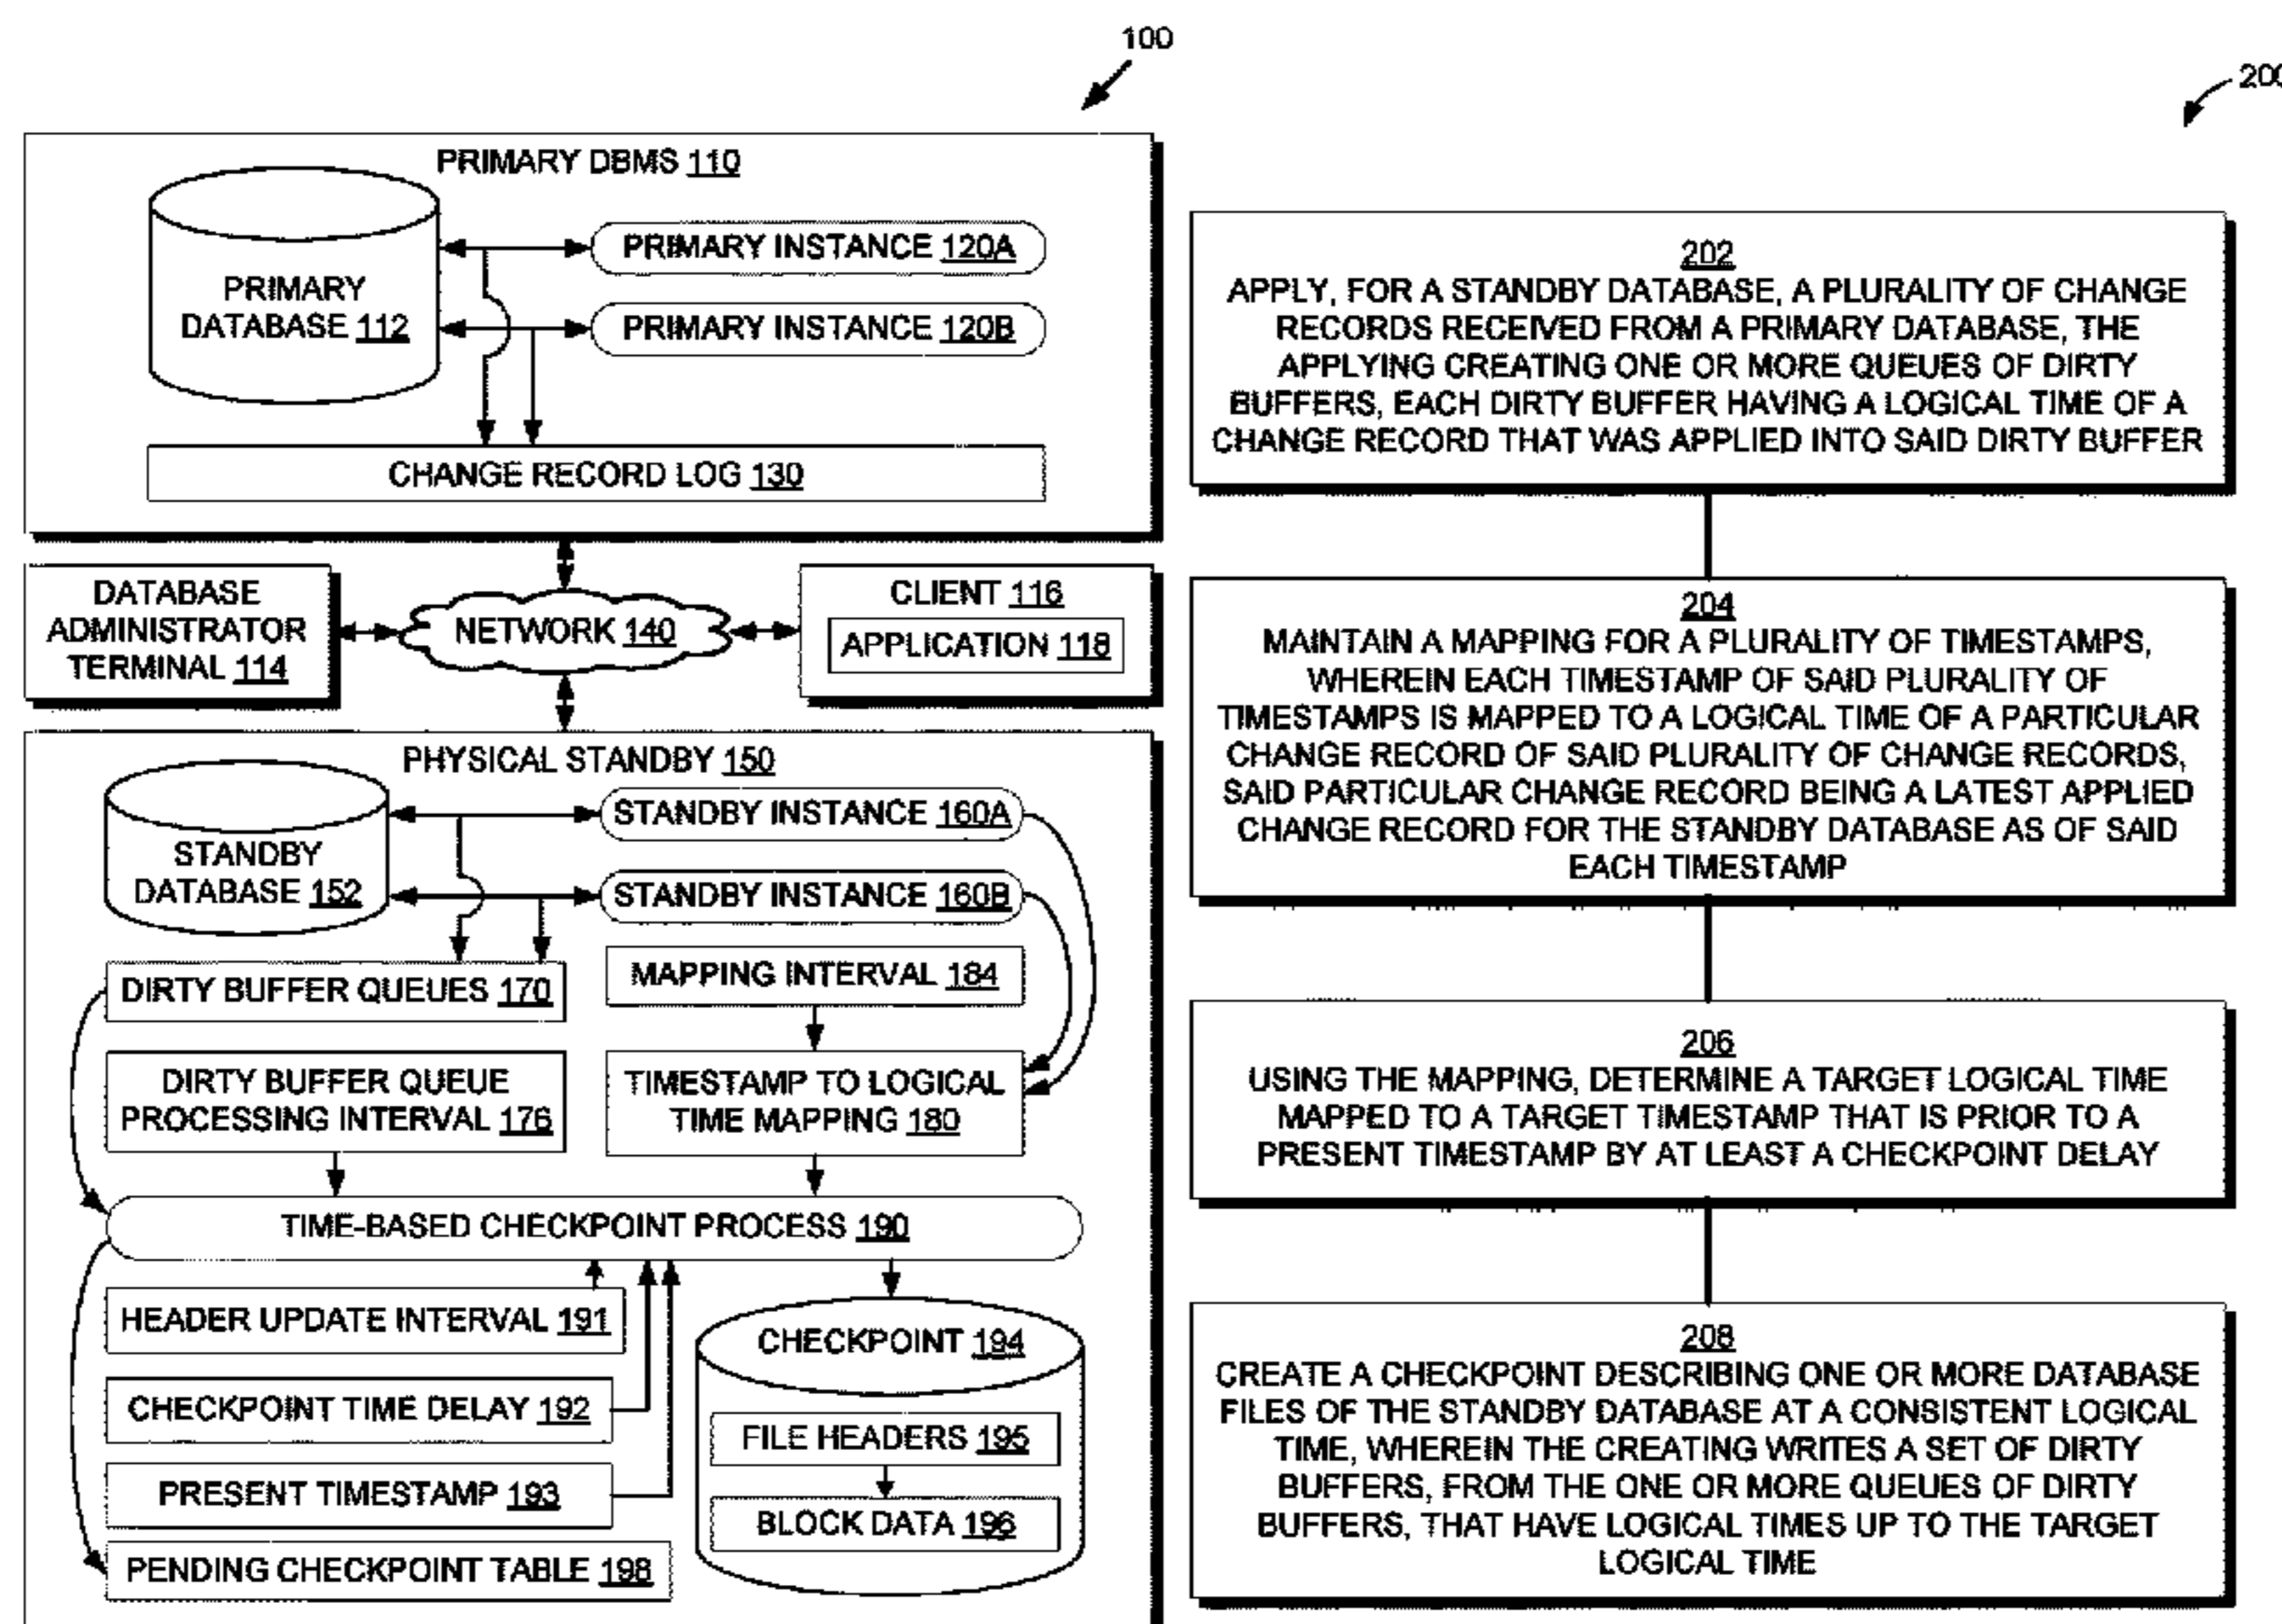 100
PRIMARY DBMS 110
PRIMARY
DATABASE 112
PRIMARY INSTANCE 120A
PRIMARY INSTANCE 120B
CHANGE RECORD LOG 130
DATABASE
ADMINISTRATOR
TERMINAL 114
NETWORK 140
CLIENT 116
APPLICATION 118
PHYSICAL STANDBY 150
STANDBY
DATABASE 152
STANDBY INSTANCE 160A
STANDBY INSTANCE 160B
DIRTY BUFFER QUEUES 170
MAPPING INTERVAL 184
DIRTY BUFFER QUEUE
PROCESSING INTERVAL 176
TIMESTAMP TO LOGICAL
TIME MAPPING 180
TIME-BASED CHECKPOINT PROCESS 190
HEADER UPDATE INTERVAL 191
CHECKPOINT TIME DELAY 192
PRESENT TIMESTAMP 193
PENDING CHECKPOINT TABLE 198
CHECKPOINT 194
FILE HEADERS 195
BLOCK DATA 196
200
202
APPLY, FOR A STANDBY DATABASE, A PLURALITY OF CHANGE
RECORDS RECEIVED FROM A PRIMARY DATABASE, THE
APPLYING CREATING ONE OR MORE QUEUES OF DIRTY
BUFFERS, EACH DIRTY BUFFER HAVING A LOGICAL TIME OF A
CHANGE RECORD THAT WAS APPLIED INTO SAID DIRTY BUFFER
204
MAINTAIN A MAPPING FOR A PLURALITY OF TIMESTAMPS,
WHEREIN EACH TIMESTAMP OF SAID PLURALITY OF
TIMESTAMPS IS MAPPED TO A LOGICAL TIME OF A PARTICULAR
CHANGE RECORD OF SAID PLURALITY OF CHANGE RECORDS,
SAID PARTICULAR CHANGE RECORD BEING A LATEST APPLIED
CHANGE RECORD FOR THE STANDBY DATABASE AS OF SAID
EACH TIMESTAMP
206
USING THE MAPPING, DETERMINE A TARGET LOGICAL TIME
MAPPED TO A TARGET TIMESTAMP THAT IS PRIOR TO A
PRESENT TIMESTAMP BY AT LEAST A CHECKPOINT DELAY
208
CREATE A CHECKPOINT DESCRIBING ONE OR MORE DATABASE
FILES OF THE STANDBY DATABASE AT A CONSISTENT LOGICAL
TIME, WHEREIN THE CREATING WRITES A SET OF DIRTY
BUFFERS, FROM THE ONE OR MORE QUEUES OF DIRTY
BUFFERS, THAT HAVE LOGICAL TIMES UP TO THE TARGET
LOGICAL TIME